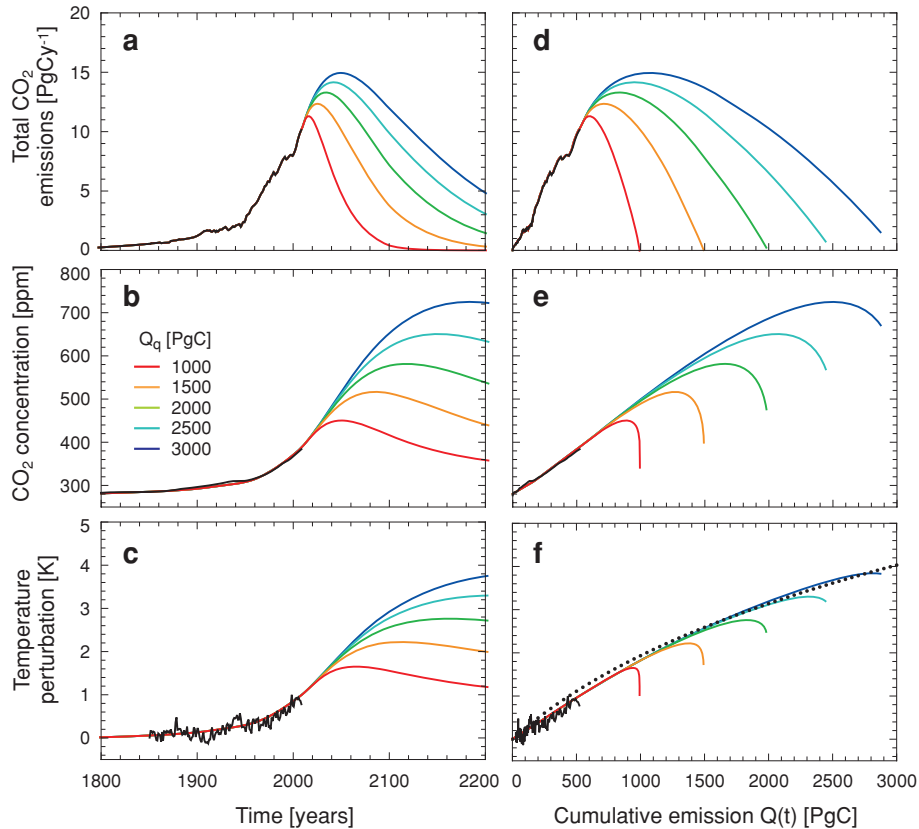 a
d
Total CO2 emissions [PgCy-1]
20
15
10
5
0
b
e
CO2 concentration [ppm]
800
700
600
500
400
300
Qq [PgC]
1000
1500
2000
2500
3000
c
f
Temperature perturbation [K]
5
4
3
2
1
0
1800 1900 2000 2100 2200
0 500 1000 1500 2000 2500 3000
Time [years]
Cumulative emission Q(t) [PgC]